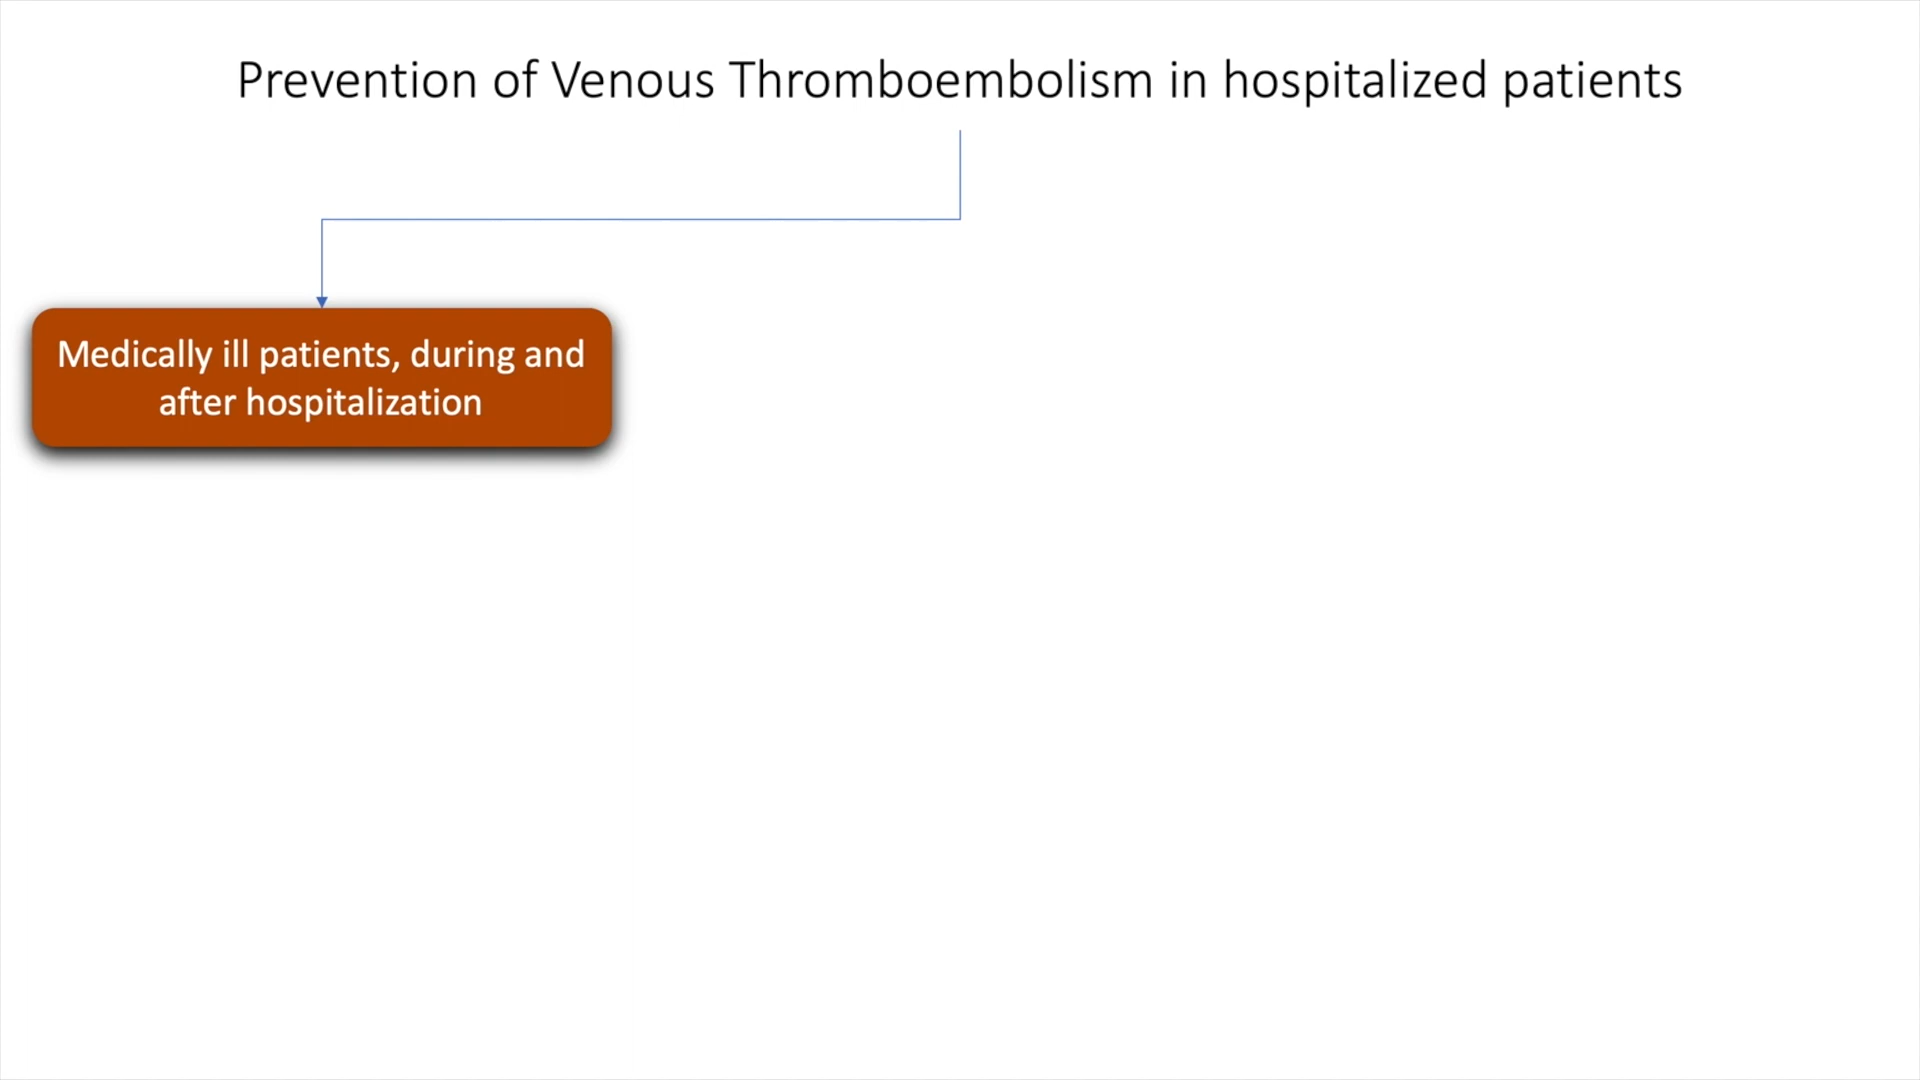 Prevention of Venous Thromboembolism in hospitalized patients
Medically ill patients, during and
after hospitalization